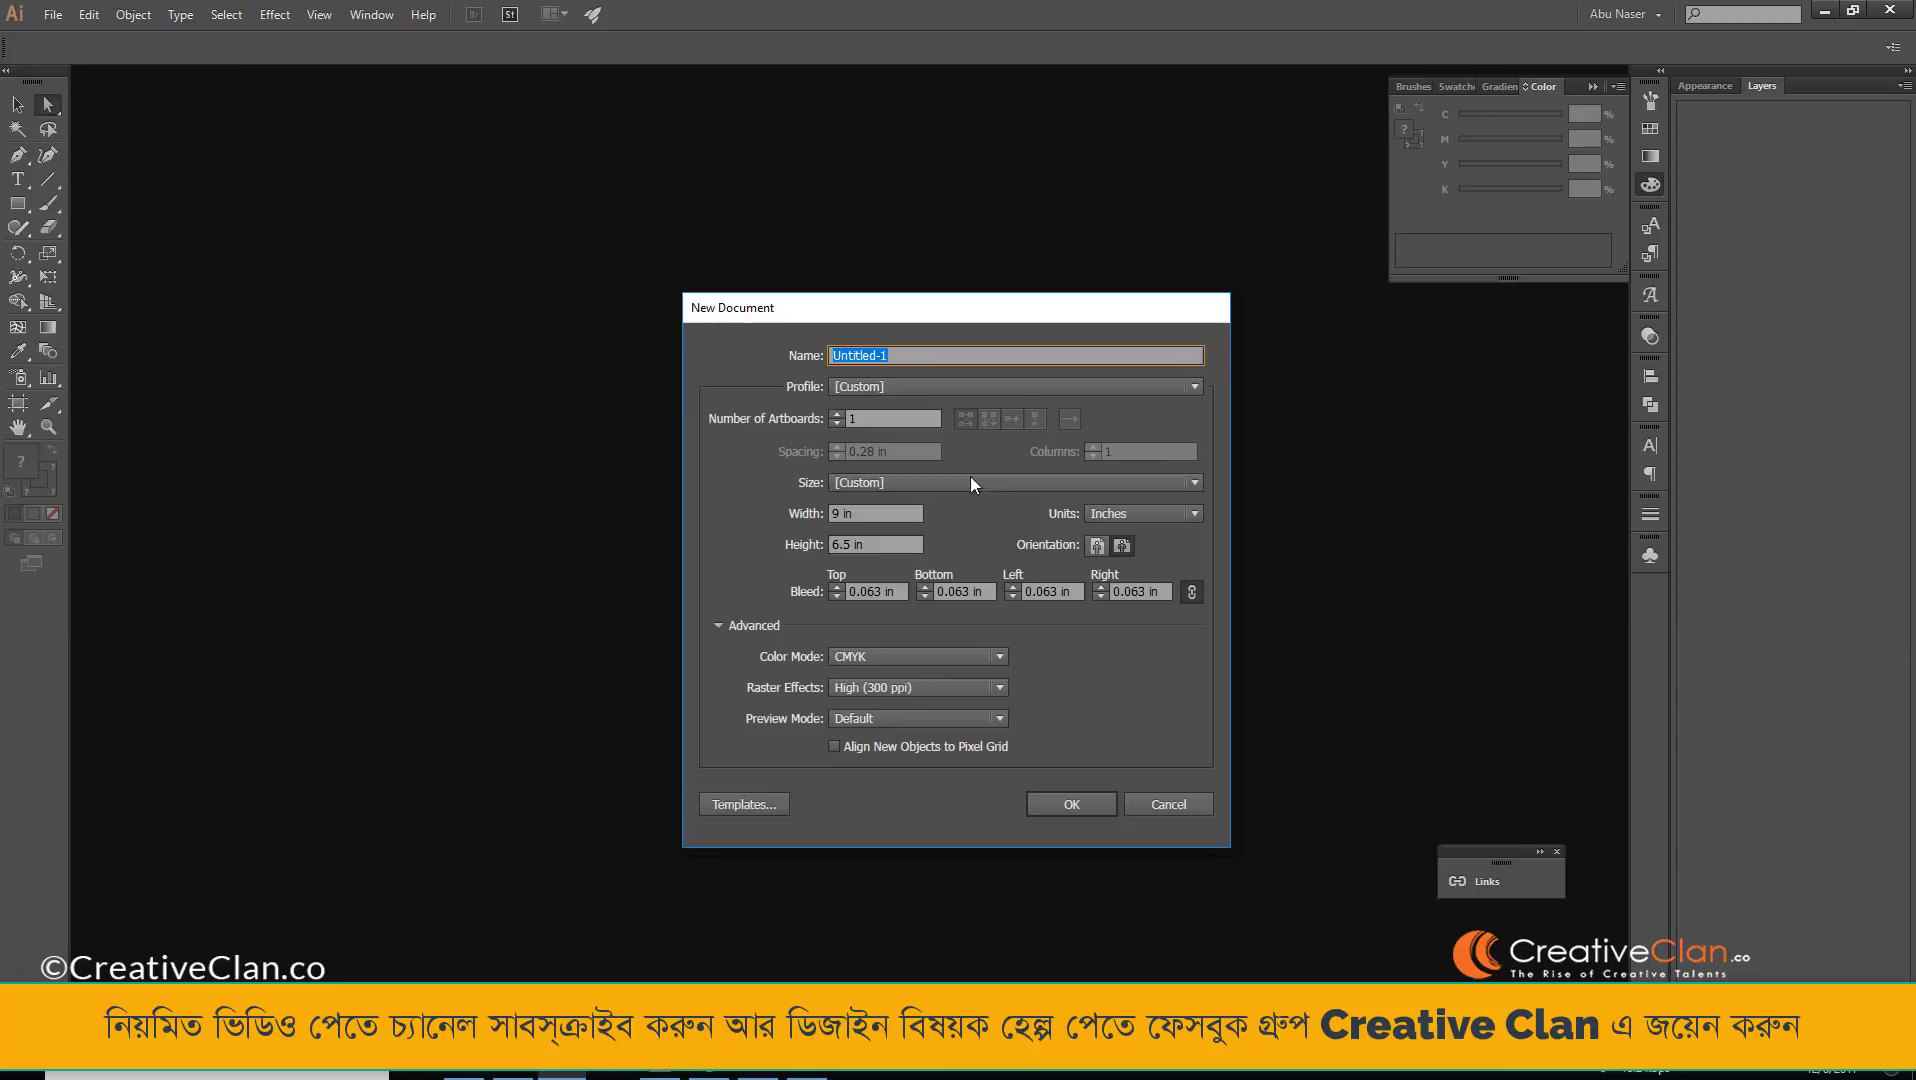 Ai File Edit Object Type Select Effect View Window Help Br St Abu Naser
Brushes Swatche Gradien Color
Appearance Layers
C %
M %
Y %
K %
New Document
Name: Untitled-1
Profile: [Custom]
Number of Artboards: 1
Spacing: 0.28 in Columns: 1
Size: [Custom]
Width: 9 in Units: Inches
Height: 6.5 in Orientation:
Top Bottom Left Right
Bleed: 0.063 in 0.063 in 0.063 in 0.063 in
Advanced
Color Mode: CMYK
Raster Effects: High (300 ppi)
Preview Mode: Default
Align New Objects to Pixel Grid
Templates... OK Cancel
Links
©CreativeClan.co
CreativeClan.co
The Rise of Creative Talents
নিয়মিত ভিডিও পেতে চ্যানেল সাবস্ক্রাইব করুন আর ডিজাইন বিষয়ক হেল্প পেতে ফেসবুক গ্রুপ Creative Clan এ জয়েন করুন